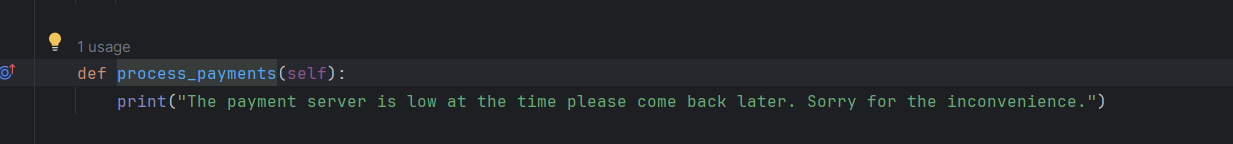 1 usage
def process_payments(self):
print("The payment server is low at the time please come back later. Sorry for the inconvenience.")